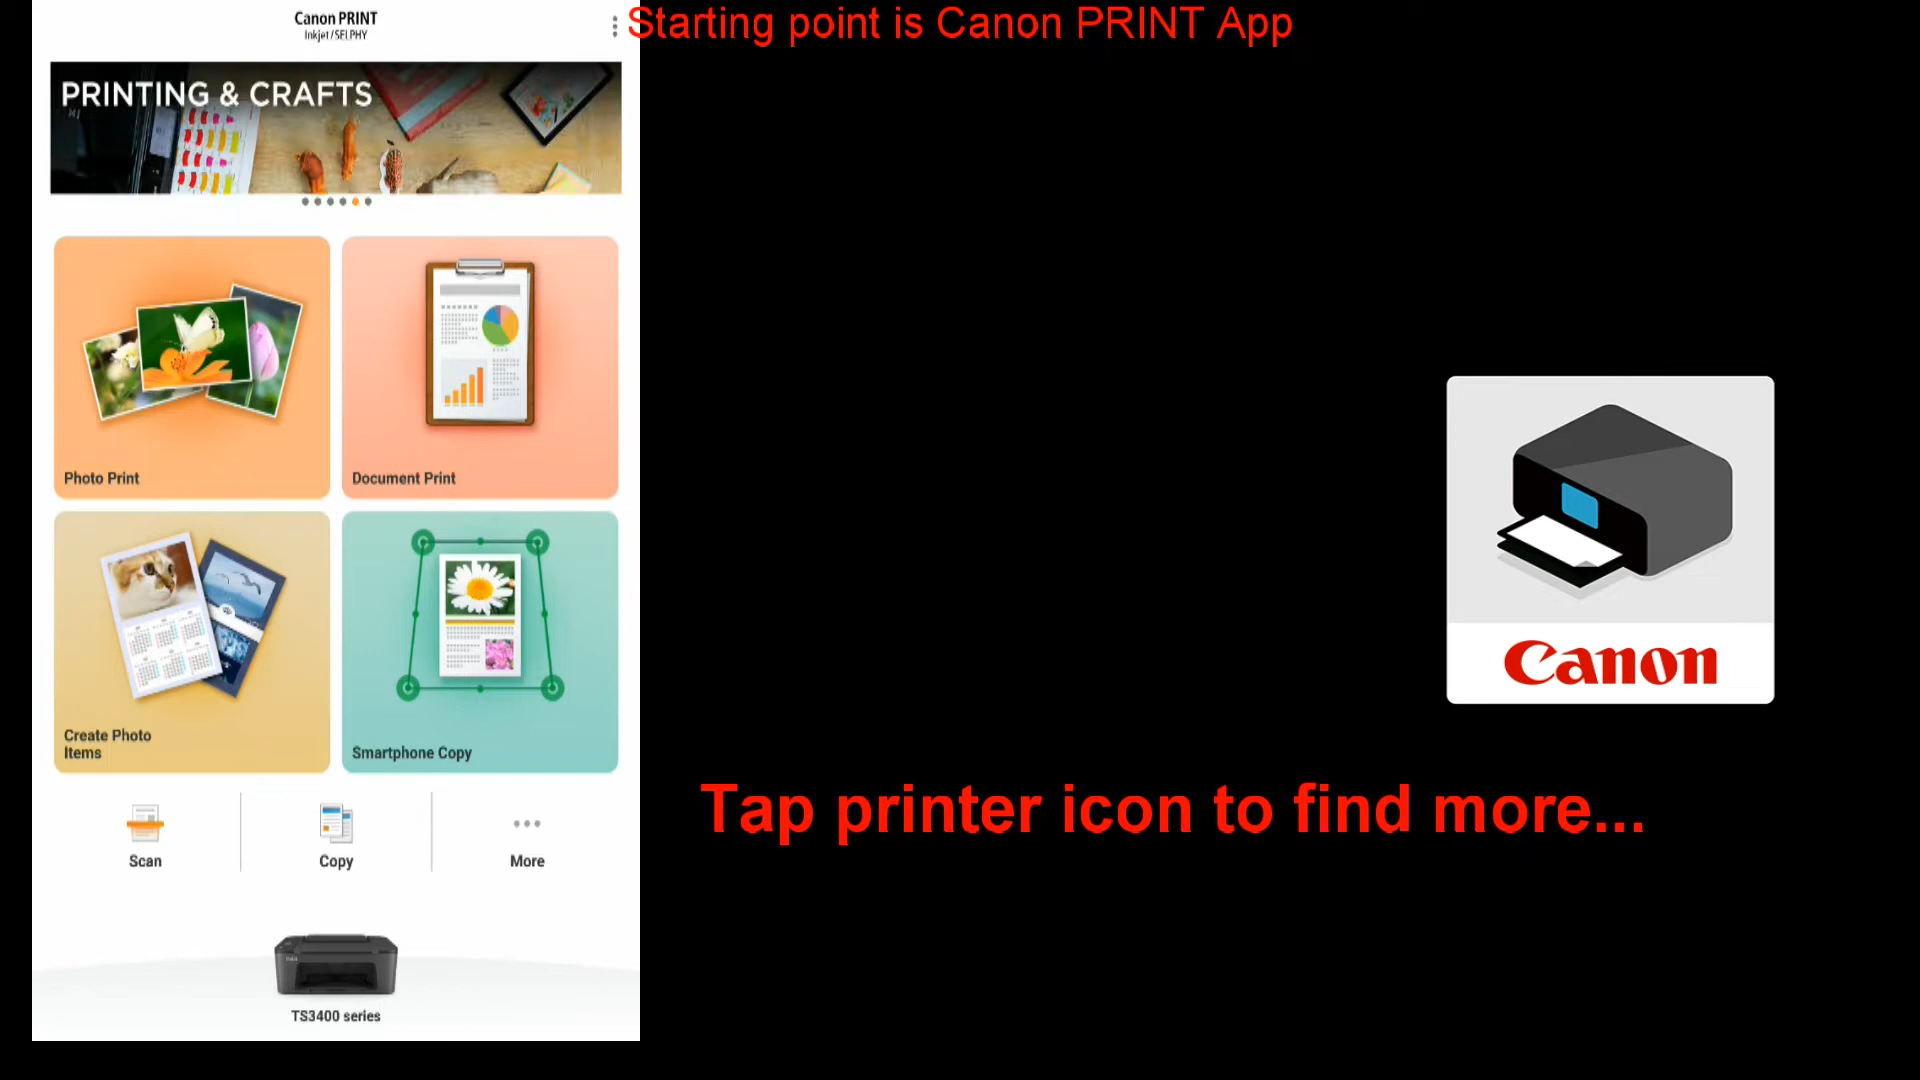 Canon PRINT
Inkjet/SELPHY
Starting point is Canon PRINT App
PRINTING & CRAFTS
Photo Print
Document Print
Create Photo
Items
Smartphone Copy
Canon
Tap printer icon to find more...
Scan
Copy
More
TS3400 series